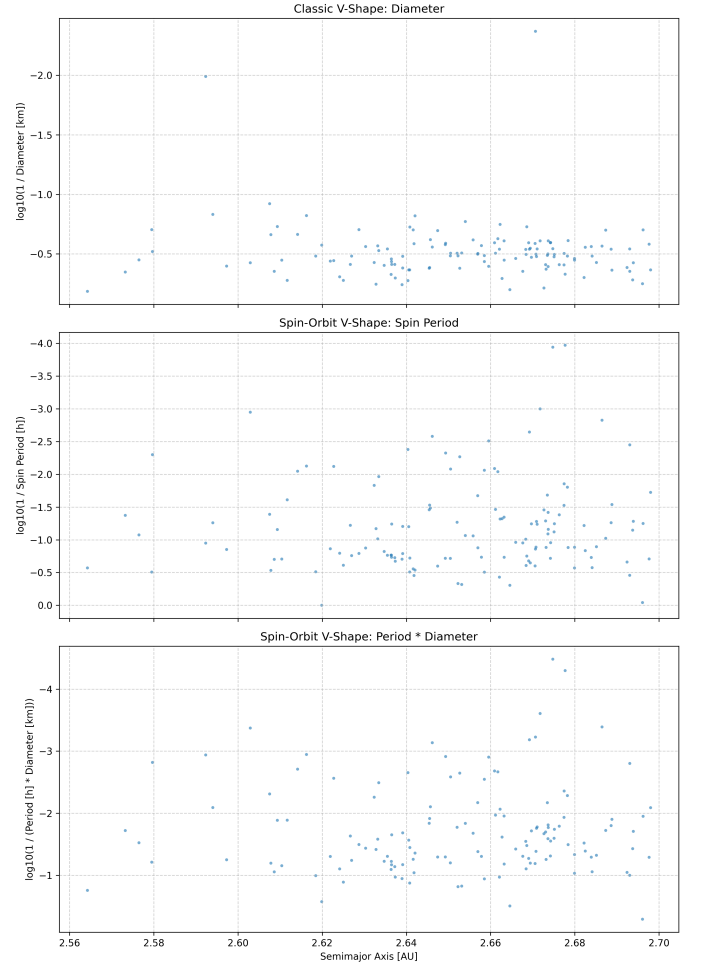 Classic V-Shape: Diameter
−2.0
−1.5
−1.0
−0.5
log10(1 / Diameter [km])
Spin-Orbit V-Shape: Spin Period
−4.0
−3.5
−3.0
−2.5
−2.0
−1.5
−1.0
−0.5
0.0
log10(1 / Spin Period [h])
Spin-Orbit V-Shape: Period * Diameter
−4
−3
−2
−1
log10(1 / (Period [h] * Diameter [km]))
2.56 2.58 2.60 2.62 2.64 2.66 2.68 2.70
Semimajor Axis [AU]